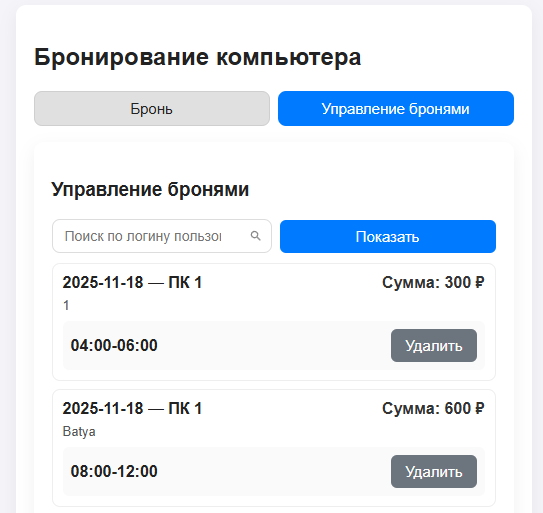 Бронирование компьютера
Бронь
Управление бронями
Управление бронями
Поиск по логину пользо
Показать
2025-11-18 — ПК 1
Сумма: 300 ₽
1
04:00-06:00
Удалить
2025-11-18 — ПК 1
Сумма: 600 ₽
Batya
08:00-12:00
Удалить